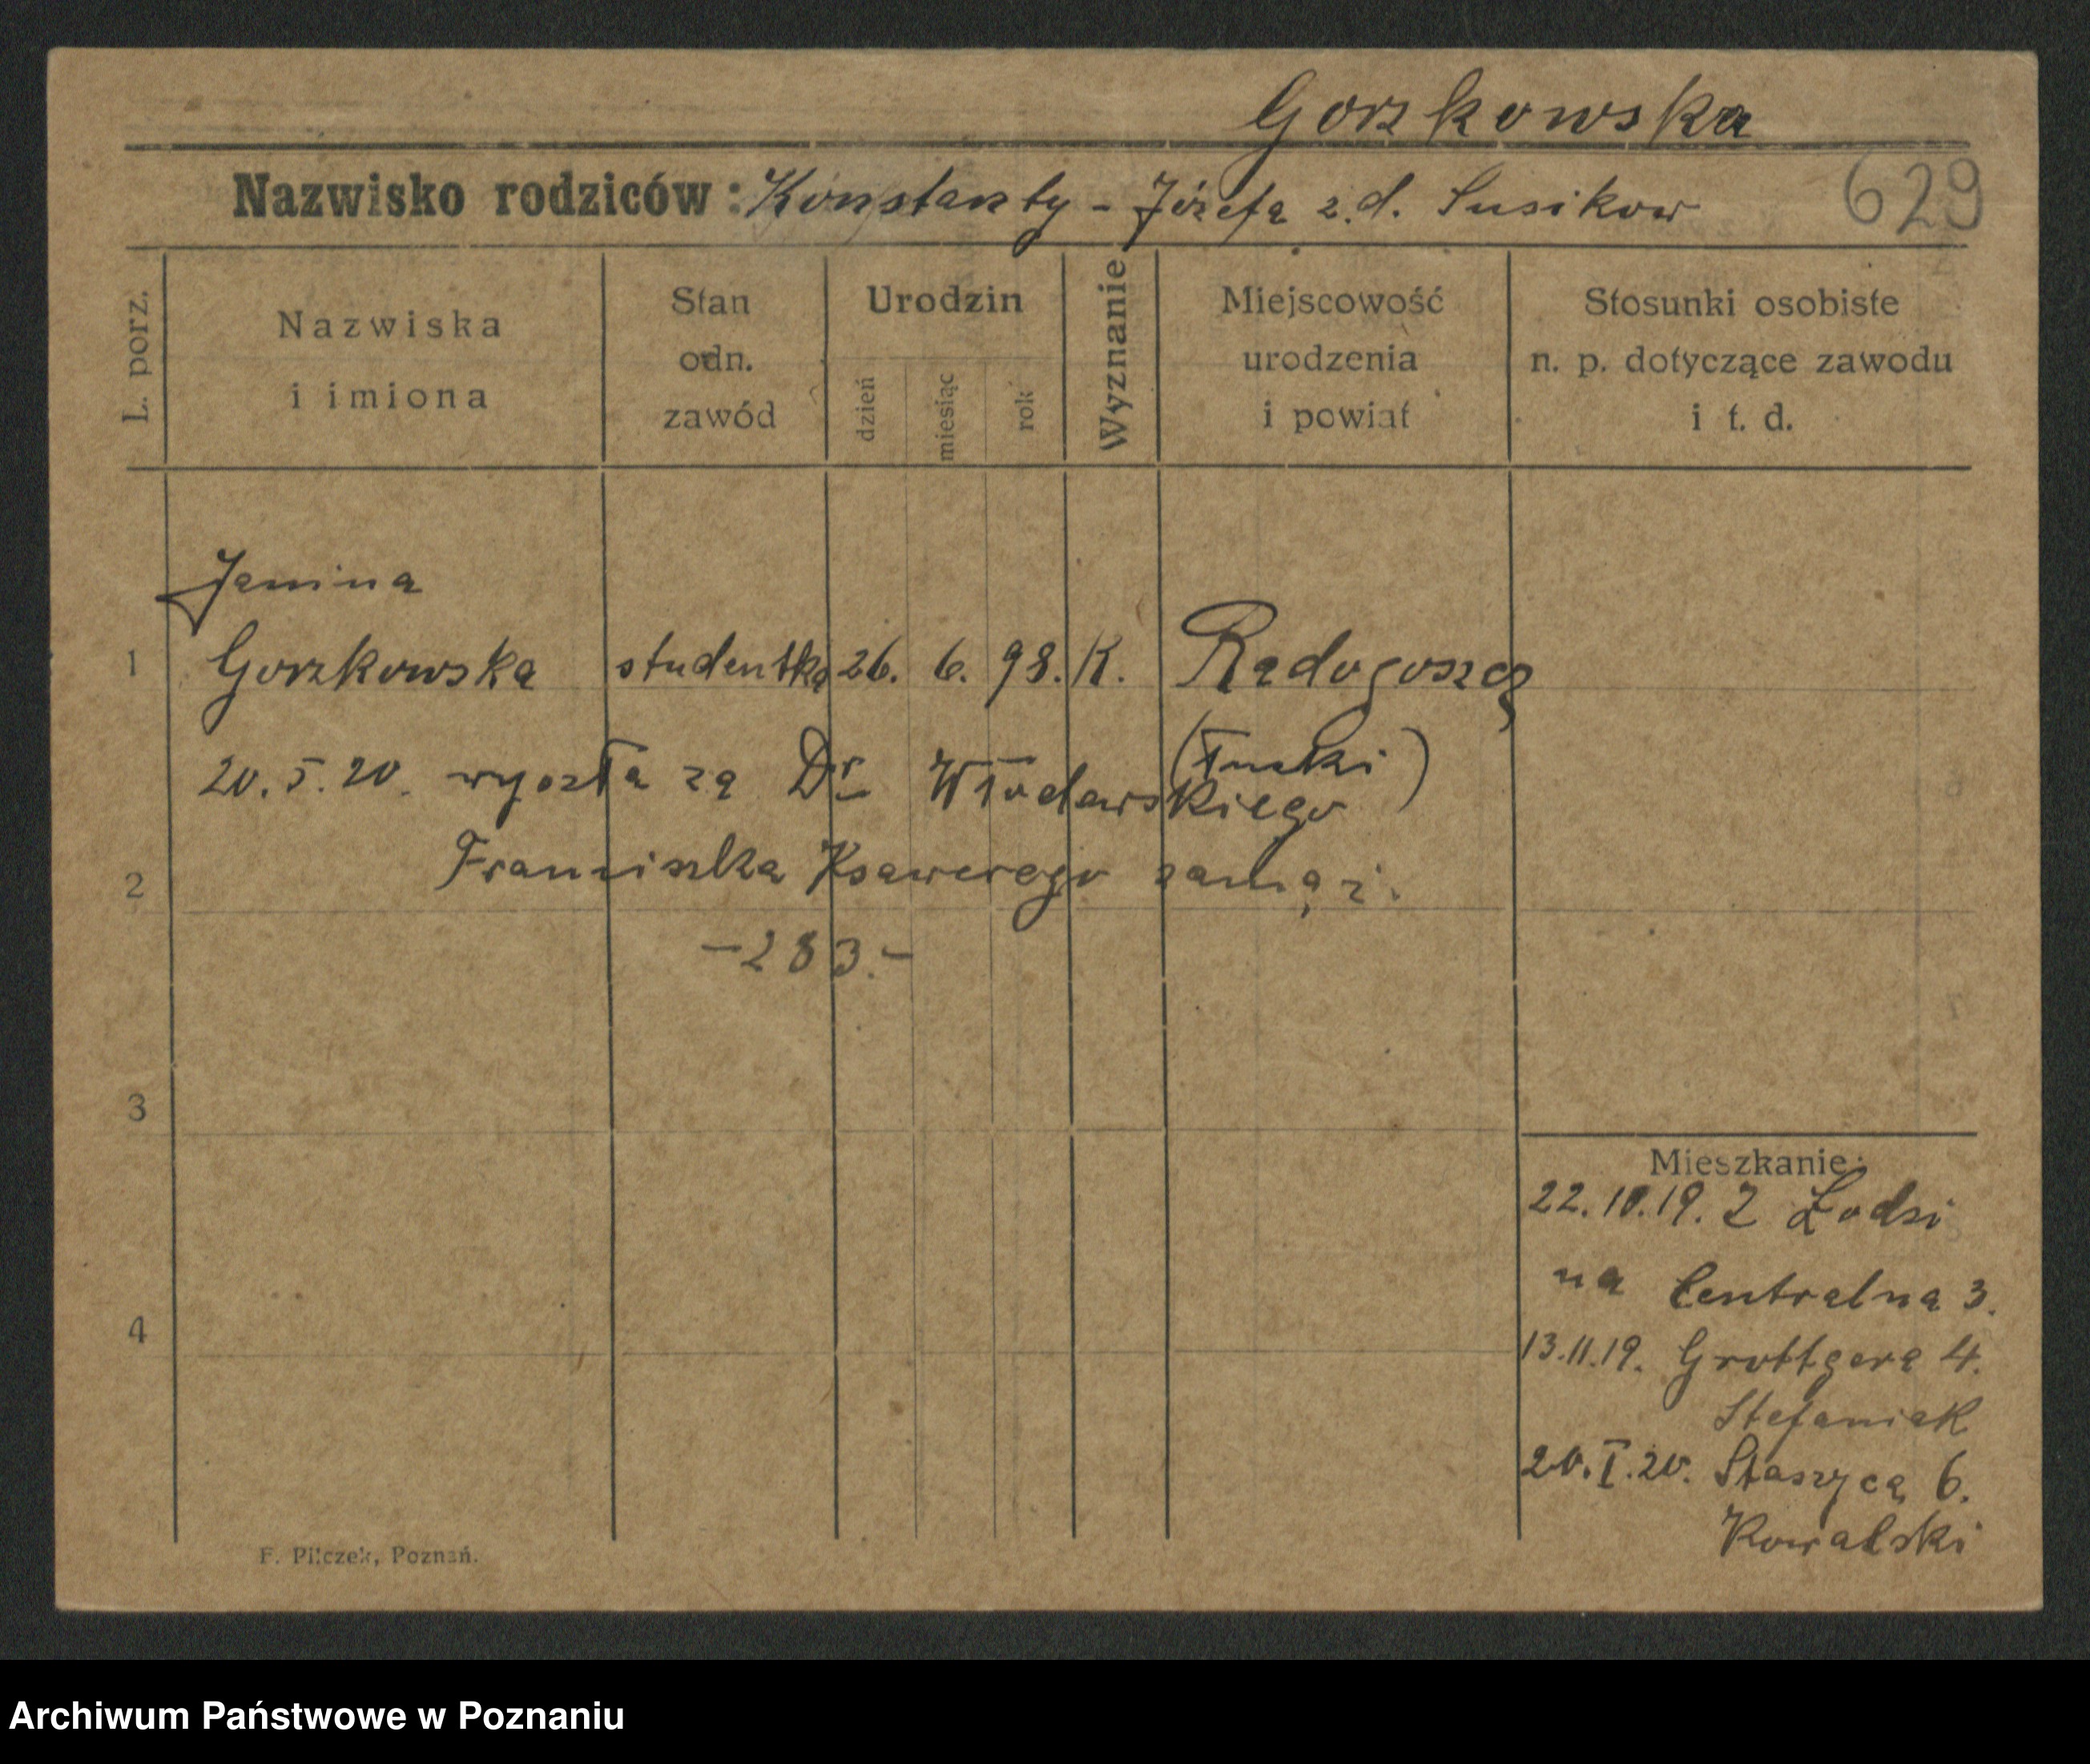 Gorzkowska
Nazwisko rodziców: Konstanty - Józefa z.d. Susikow
629
L. porz.
Nazwiska
i imiona
Stan
odn.
zawód
Urodzin
dzień
miesiąc
rok
Wyznanie
Miejscowość
urodzenia
i powiat
Stosunki osobiste
n. p. dotyczące zawodu
i t. d.
Janina
1 Gorzkowska studentka 26. 6. 98. K. Radogoszcz
20. 5. 20. wyszła za Dr Włodarskiego
Franciszka Ksawerego zamąż.
2
-283.-
3
4
Mieszkanie:
22.10.19. Z Łodzi
na Centralna 3.
13.11.19. Grottgera 4.
Stefaniak
20.I.20. Staszyca 6.
Kowalski
F. Pilczek, Poznań.
Archiwum Państwowe w Poznaniu